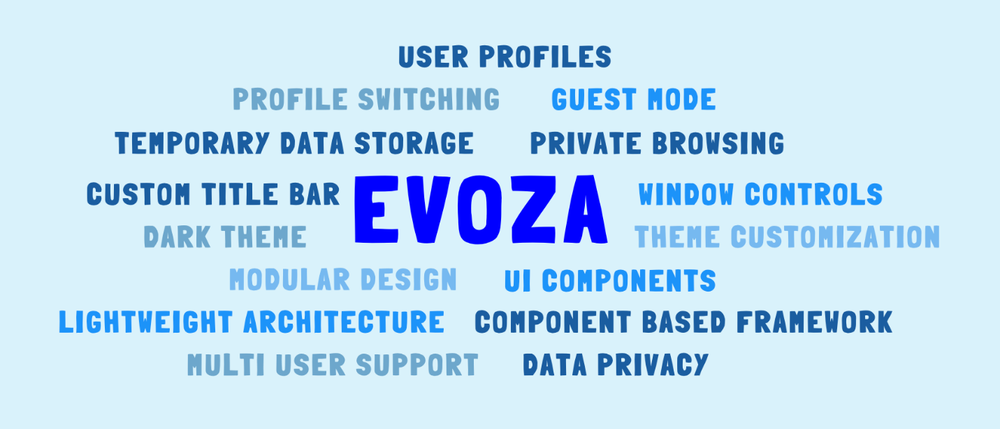 USER PROFILES
PROFILE SWITCHING GUEST MODE
TEMPORARY DATA STORAGE PRIVATE BROWSING
CUSTOM TITLE BAR EVOZA WINDOW CONTROLS
DARK THEME THEME CUSTOMIZATION
MODULAR DESIGN UI COMPONENTS
LIGHTWEIGHT ARCHITECTURE COMPONENT BASED FRAMEWORK
MULTI USER SUPPORT DATA PRIVACY